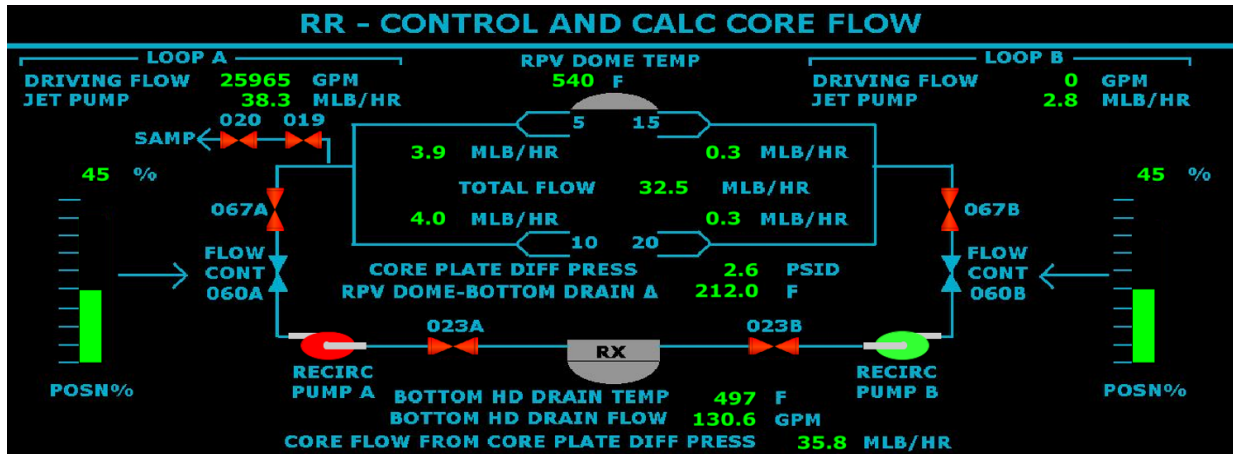 RR - CONTROL AND CALC CORE FLOW
LOOP A
RPV DOME TEMP
LOOP B
DRIVING FLOW 25965 GPM
540 F
DRIVING FLOW 0 GPM
JET PUMP 38.3 MLB/HR
JET PUMP 2.8 MLB/HR
020 019
5 15
SAMP
3.9 MLB/HR 0.3 MLB/HR
45 %
45 %
TOTAL FLOW 32.5 MLB/HR
067A
067B
4.0 MLB/HR 0.3 MLB/HR
10 20
FLOW
CONT
060A
FLOW
CONT
060B
CORE PLATE DIFF PRESS 2.6 PSID
RPV DOME-BOTTOM DRAIN Δ 212.0 F
023A
023B
RX
RECIRC
PUMP A
RECIRC
PUMP B
POSN%
POSN%
BOTTOM HD DRAIN TEMP 497 F
BOTTOM HD DRAIN FLOW 130.6 GPM
CORE FLOW FROM CORE PLATE DIFF PRESS 35.8 MLB/HR